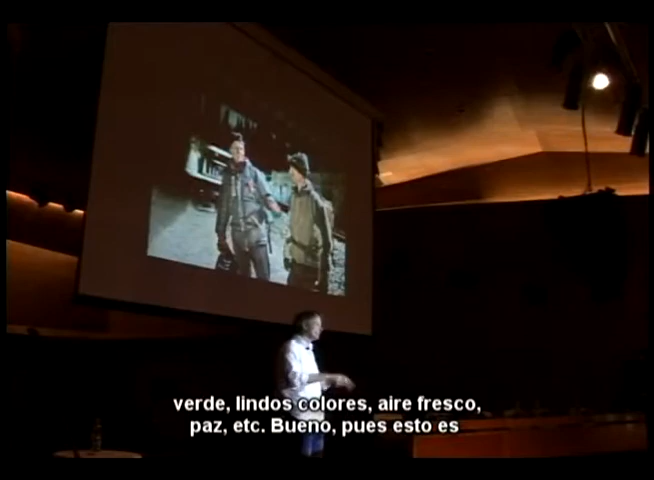 verde, lindos colores, aire fresco,
paz, etc. Bueno, pues esto es